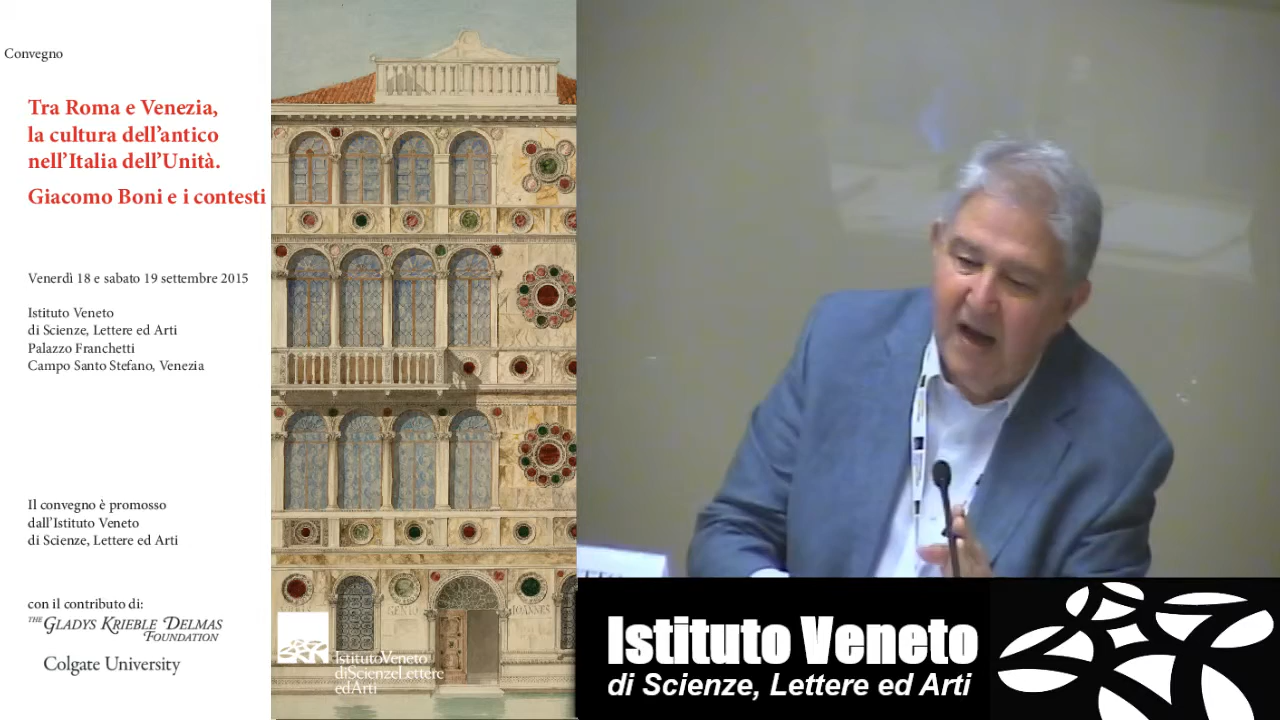 Convegno
Tra Roma e Venezia,
la cultura dell'antico
nell'Italia dell'Unità.
Giacomo Boni e i contesti
Venerdì 18 e sabato 19 settembre 2015
Istituto Veneto
di Scienze, Lettere ed Arti
Palazzo Franchetti
Campo Santo Stefano, Venezia
Il convegno è promosso
dall'Istituto Veneto
di Scienze, Lettere ed Arti
con il contributo di:
THE GLADYS KRIEBLE DELMAS
FOUNDATION
Colgate University
IstitutoVeneto
diScienzeLettere
edArti
Istituto Veneto
di Scienze, Lettere ed Arti